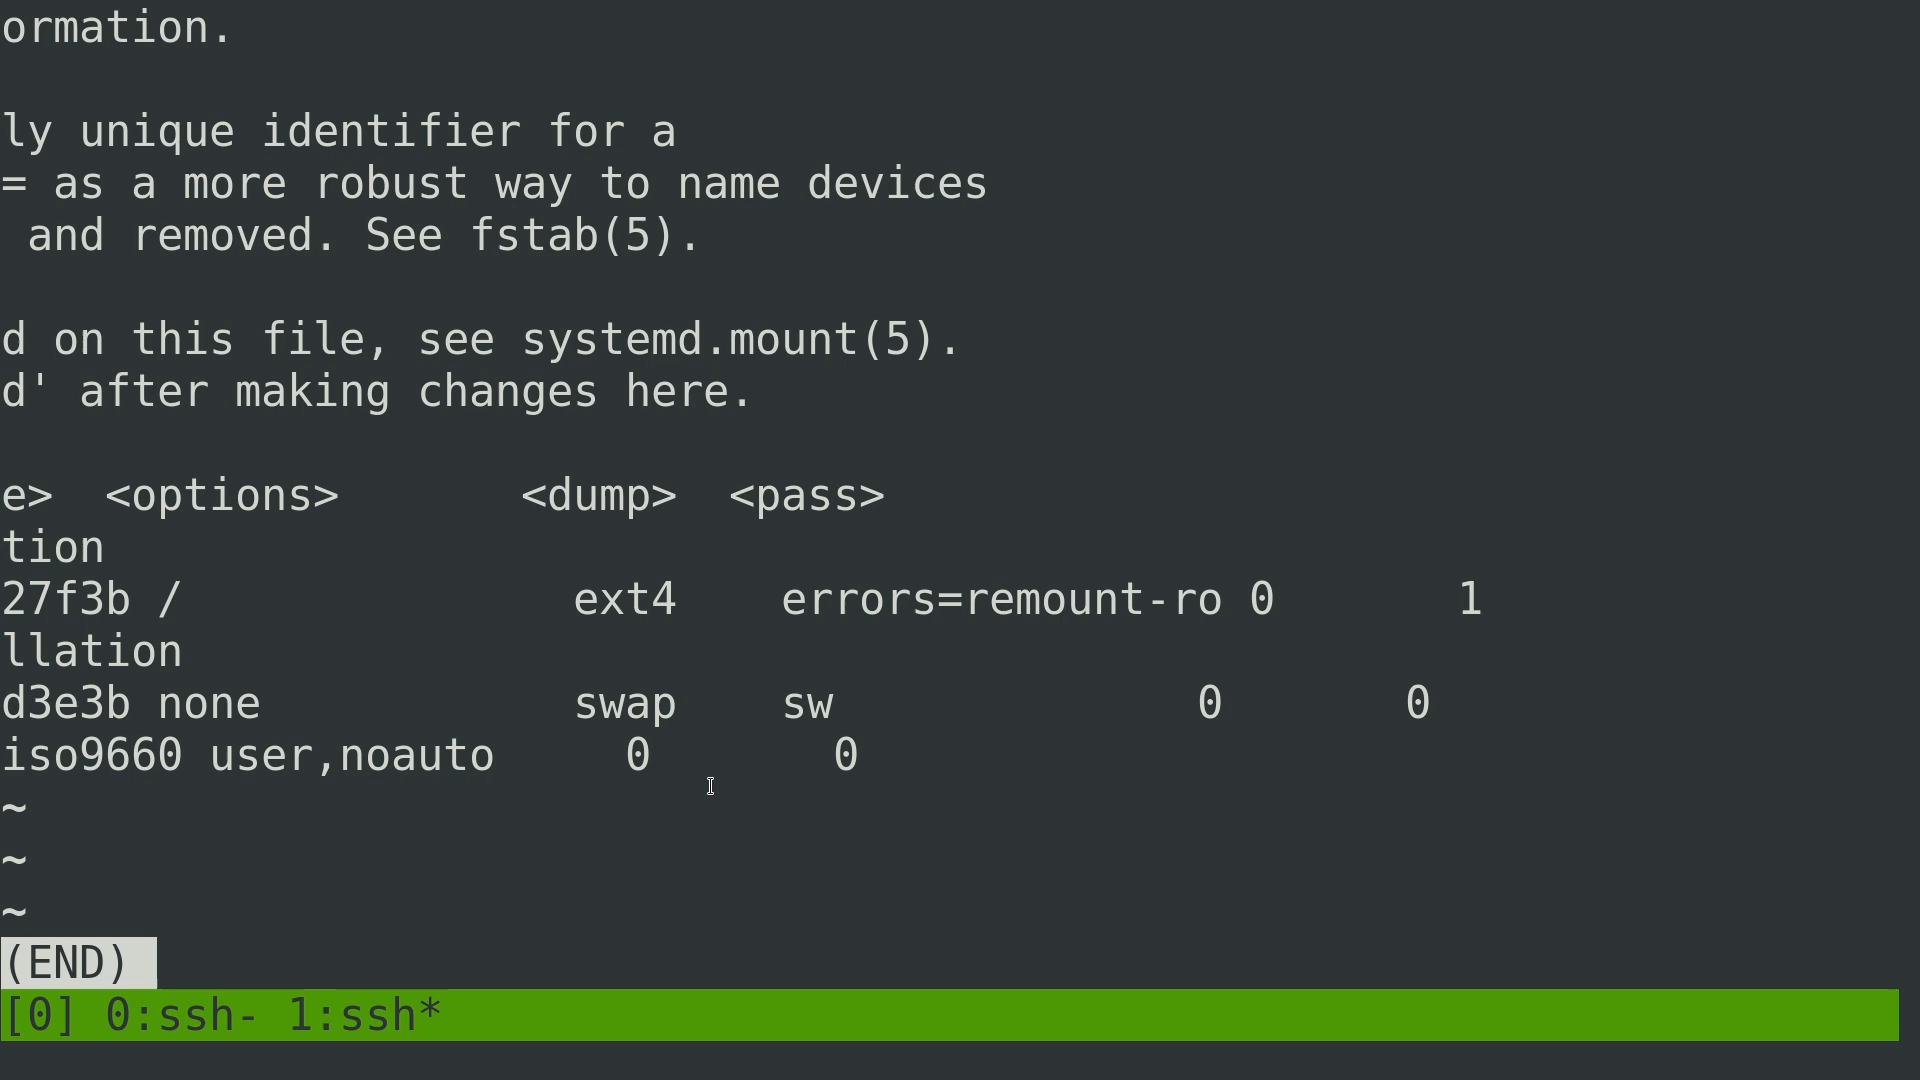 ormation.
ly unique identifier for a
= as a more robust way to name devices
and removed. See fstab(5).
d on this file, see systemd.mount(5).
d' after making changes here.
e>  <options>       <dump>  <pass>
tion
27f3b /               ext4    errors=remount-ro 0       1
llation
d3e3b none            swap    sw              0       0
iso9660 user,noauto     0       0
~
~
~
(END)
[0] 0:ssh- 1:ssh*